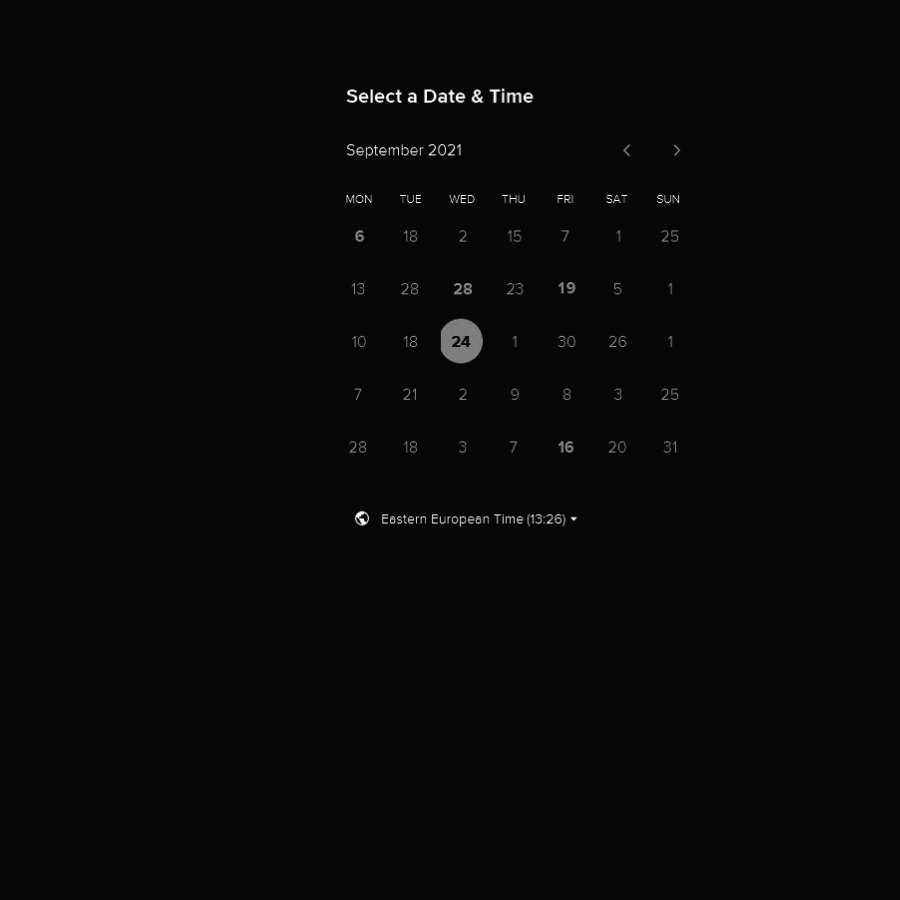 Select a Date & Time
September 2021
MON TUE WED THU FRI SAT SUN
6 18 2 15 7 1 25
13 28 28 23 19 5 1
10 18 24 1 30 26 1
7 21 2 9 8 3 25
28 18 3 7 16 20 31
Eastern European Time (13:26)